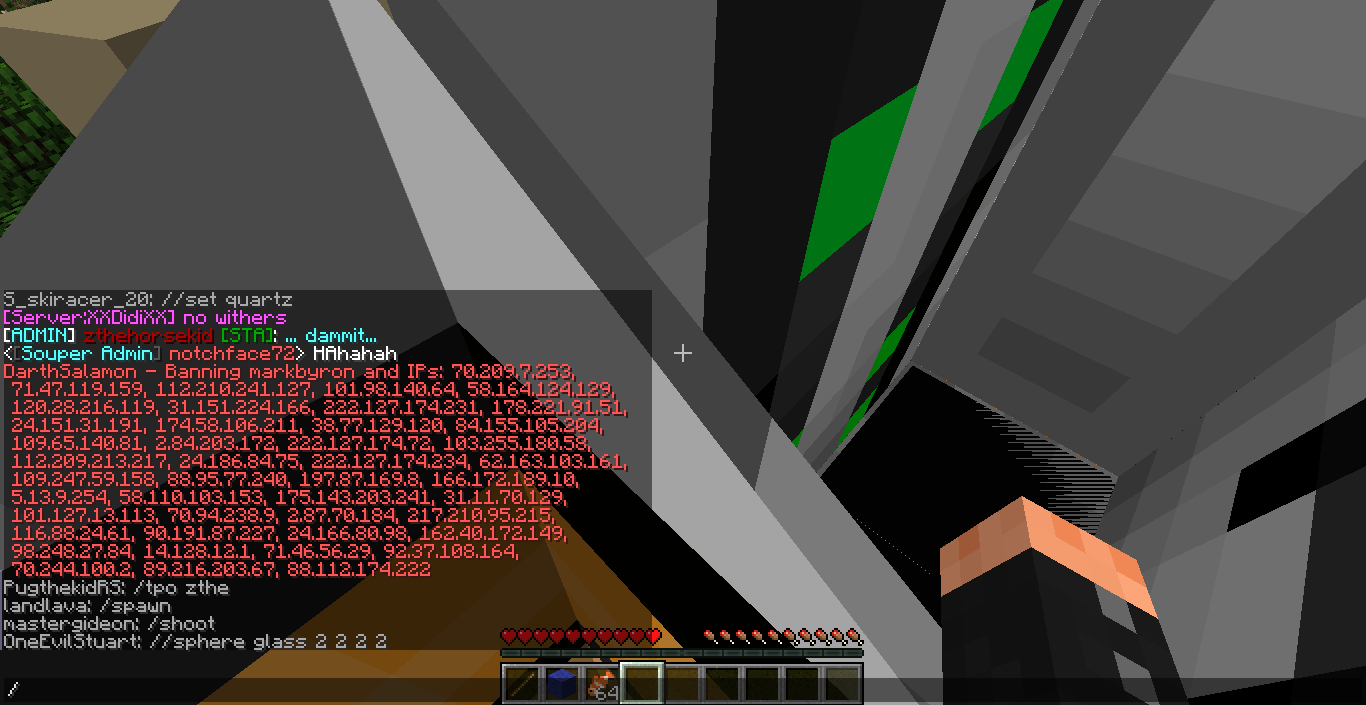 S_skiracer_20: //set quartz
[Server:XXDidiXX] no withers
[ADMIN] zthehorsekid [STA]: ... dammit...
<[Souper Admin] notchface72> HAhahah
DarthSalamon - Banning markbyron and IPs: 70.209.7.253,
71.47.119.159, 112.210.241.127, 101.98.140.64, 58.164.124.129,
120.28.216.119, 31.151.224.166, 222.127.174.231, 178.221.91.51,
24.151.31.191, 174.58.106.211, 38.77.129.120, 84.155.105.204,
109.65.140.81, 2.84.203.172, 222.127.174.72, 103.255.180.58,
112.209.213.217, 24.186.84.75, 222.127.174.234, 62.163.103.161,
109.247.59.158, 88.95.77.240, 197.87.169.8, 166.172.189.10,
5.13.9.254, 58.110.103.153, 175.143.203.241, 31.11.70.129,
101.127.13.113, 70.94.238.9, 2.87.70.184, 217.210.95.215,
116.88.24.61, 90.191.87.227, 24.166.80.98, 162.40.172.149,
98.248.27.84, 14.128.12.1, 71.46.56.29, 92.37.108.164,
70.244.100.2, 89.216.203.67, 88.112.174.222
PugthekidRS: /tpo zthe
landlava: /spawn
mastergideon: /shoot
OneEvilStuart: //sphere glass 2 2 2 2
64
/